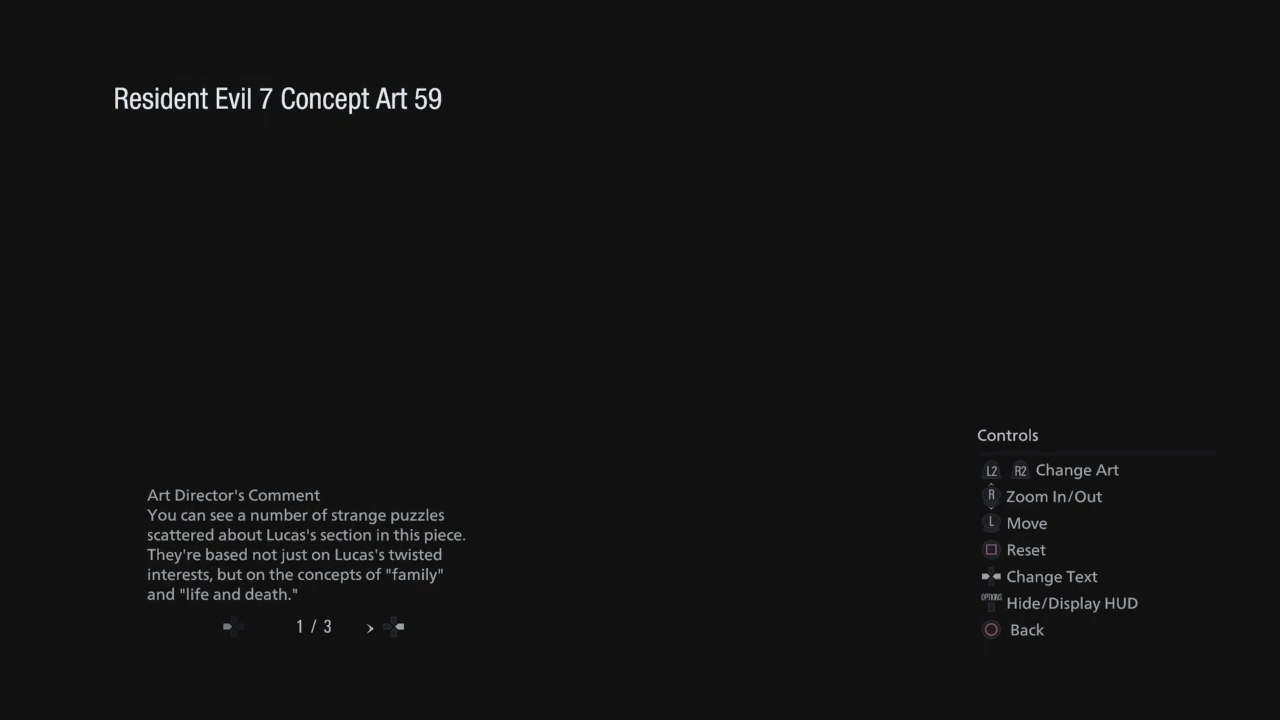 Resident Evil 7 Concept Art 59
Art Director's Comment
You can see a number of strange puzzles
scattered about Lucas's section in this piece.
They're based not just on Lucas's twisted
interests, but on the concepts of "family"
and "life and death."
1 / 3 >
Controls
L2 R2 Change Art
R Zoom In/Out
L Move
Reset
Change Text
OPTIONS Hide/Display HUD
Back